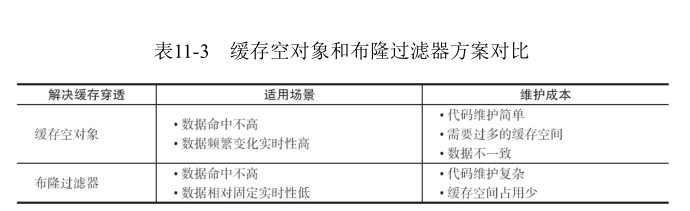 表11-3 缓存空对象和布隆过滤器方案对比
解决缓存穿透 适用场景 维护成本
缓存空对象
• 数据命中不高
• 数据频繁变化实时性高
• 代码维护简单
• 需要过多的缓存空间
• 数据不一致
布隆过滤器
• 数据命中不高
• 数据相对固定实时性低
• 代码维护复杂
• 缓存空间占用少